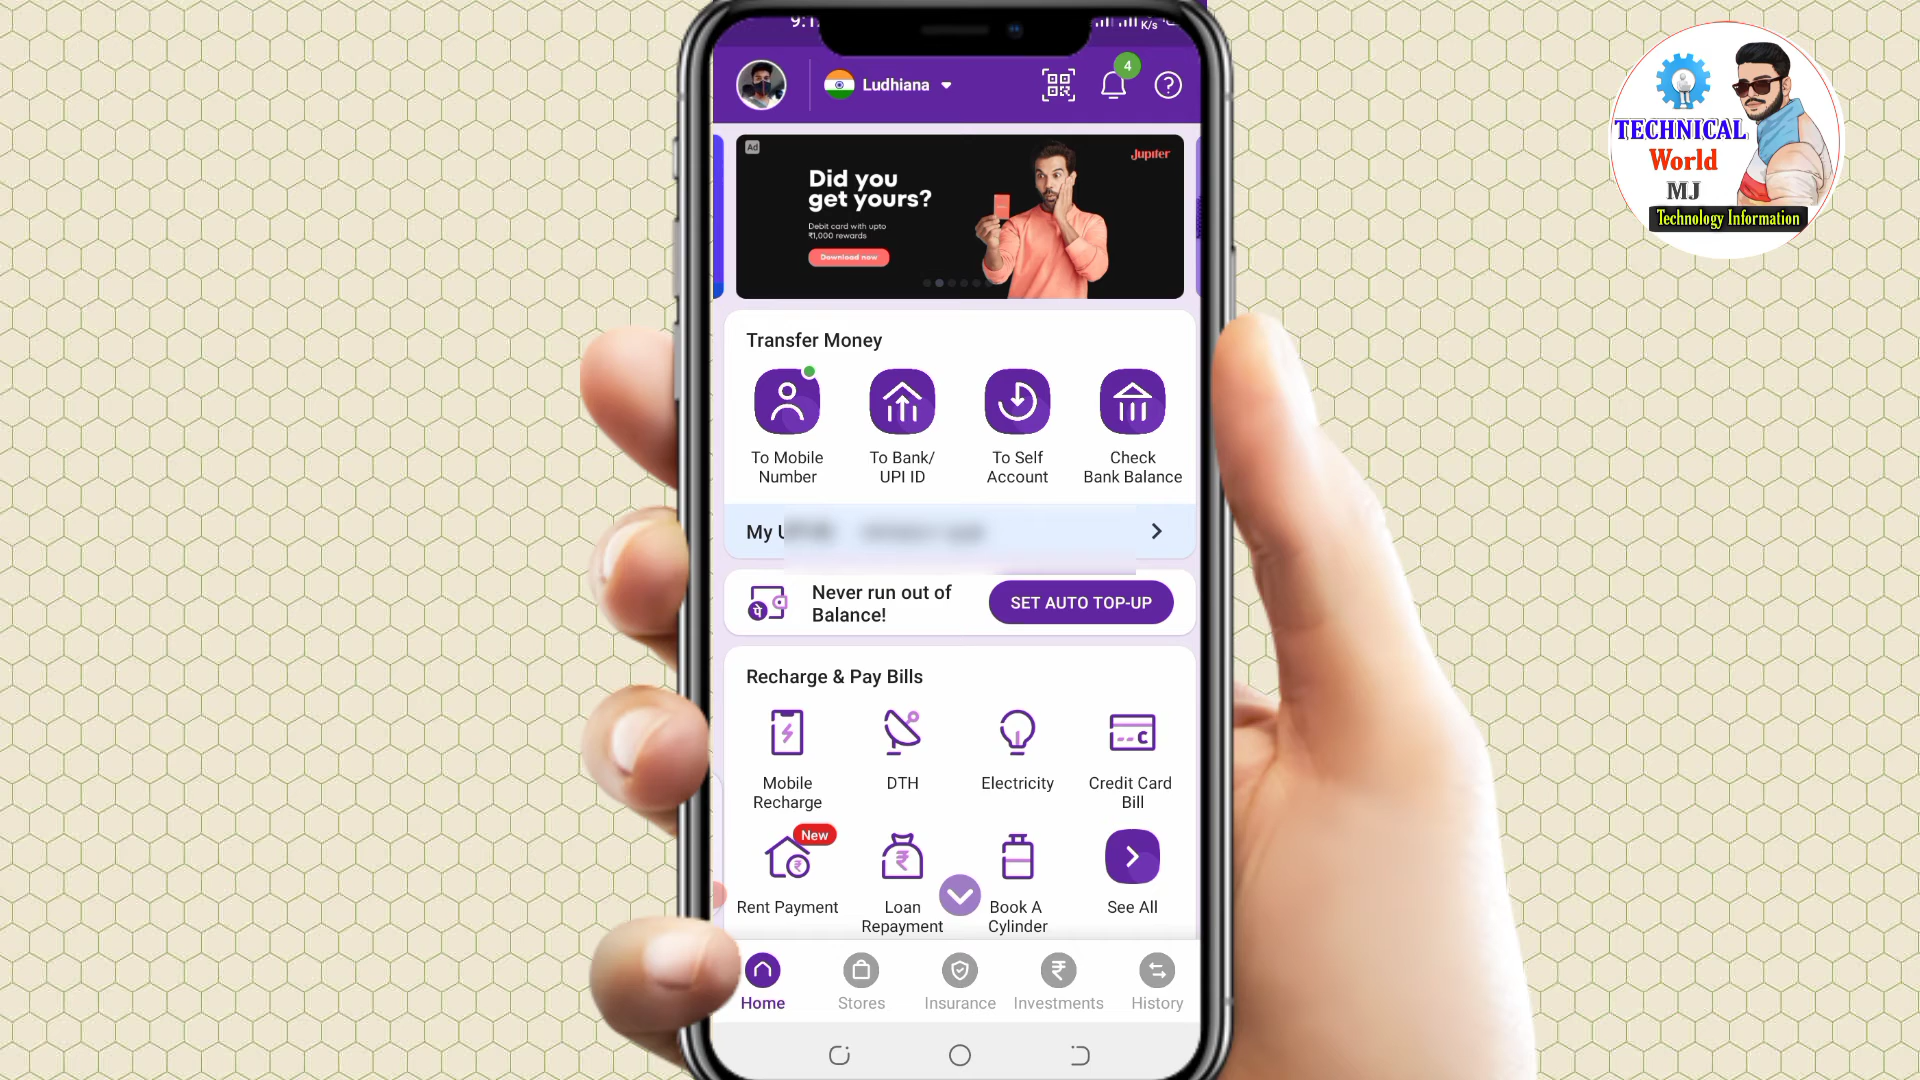 9:1
K/s
Ludhiana
4
?
Ad
Jupiter
Did you
get yours?
Debit card with upto
₹1,000 rewards
Download now
Transfer Money
To Mobile
Number
To Bank/
UPI ID
To Self
Account
Check
Bank Balance
My
पे
Never run out of
Balance!
SET AUTO TOP-UP
Recharge & Pay Bills
Mobile
Recharge
DTH
Electricity
C
Credit Card
Bill
New
₹
Rent Payment
₹
Loan
Repayment
Book A
Cylinder
See All
Home
Stores
Insurance
₹
Investments
History
TECHNICAL
World
MJ
Technology Information